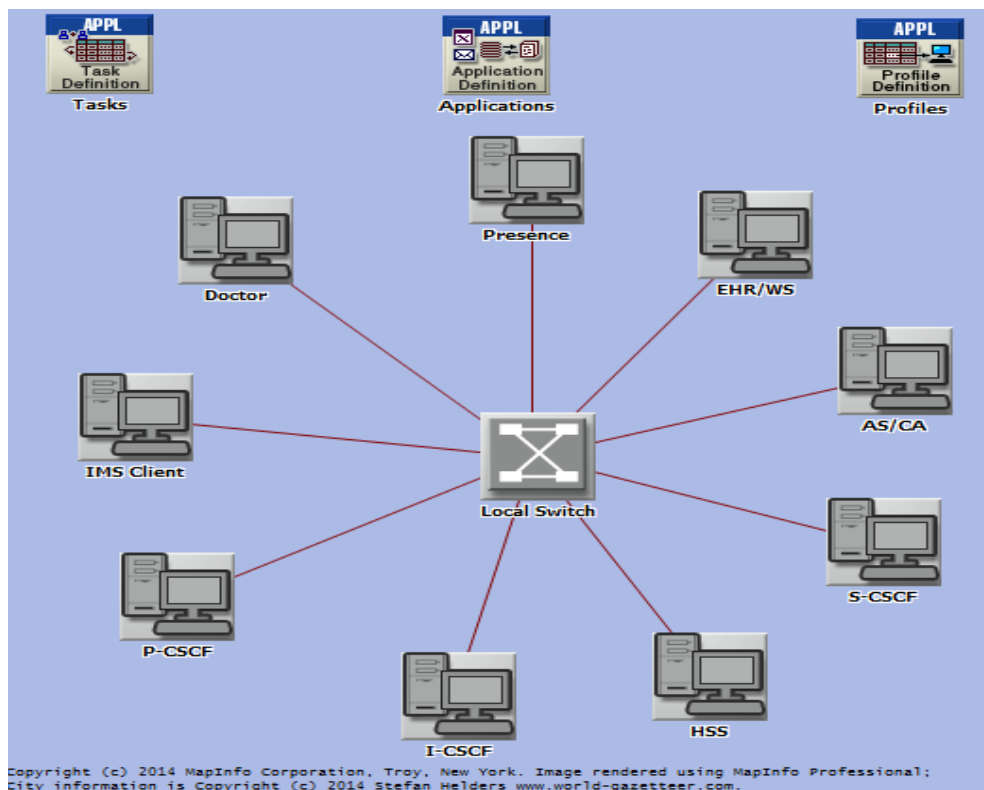 APPL
Task
Definition
Tasks
APPL
Application
Definition
Applications
APPL
Profile
Definition
Profiles
Presence
Doctor
EHR/WS
AS/CA
IMS Client
Local Switch
S-CSCF
P-CSCF
HSS
I-CSCF
Copyright (c) 2014 MapInfo Corporation, Troy, New York. Image rendered using MapInfo Professional;
City information is Copyright (c) 2014 Stefan Helders www.world-gazetteer.com.